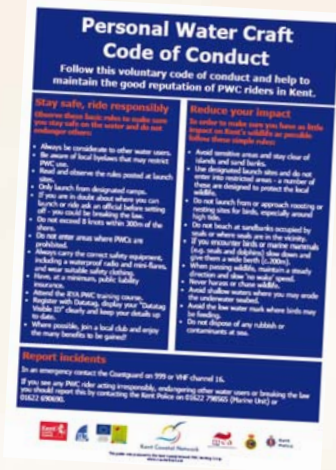 Personal Water Craft
Code of Conduct
Follow this voluntary code of conduct and help to
maintain the good reputation of PWC riders in Kent.
Stay safe, ride responsibly
Observe these basic rules to make sure
you stay safe on the water and do not
endanger others:
Always be considerate to other water users.
Be aware of local byelaws that may restrict
PWC use.
Read and observe the rules posted at launch
sites.
Only launch from designated ramps.
If you are in doubt about where you can
launch or ride ask an official before setting
off - you could be breaking the law.
Do not exceed 8 knots within 300m of the
shore.
Do not enter areas where PWCs are
prohibited.
Always carry the correct safety equipment,
including a waterproof radio and mini-flares,
and wear suitable safety clothing.
Have, at a minimum, public liability
insurance.
Attend the RYA PWC training course.
Register with Datatag, display your "Datatag
Visible ID" clearly and keep your details up
to date.
Where possible, join a local club and enjoy
the many benefits to be gained!
Reduce your impact
In order to make sure you have as little
impact on Kent's wildlife as possible
follow these simple rules:
Avoid sensitive areas and stay clear of
islands and sand banks.
Use designated launch sites and do not
enter into restricted areas - a number of
these are designed to protect the local
wildlife.
Do not launch from or approach roosting or
nesting sites for birds, especially around
high tide.
Do not beach at sandbanks occupied by
seals or where seals are in the vicinity.
If you encounter birds or marine mammals
(e.g. seals and dolphins) slow down and
give them a wide berth
When passing wildlife, maintain a steady
direction and slow 'no wake' speed.
Never harass or chase wildlife.
Avoid shallow waters where you may erode
the underwater seabed.
Avoid the low water mark where birds may
be feeding.
Do not dispose of any rubbish or
contaminants at sea.
Report incidents
In an emergency contact the Coastguard on 999 or VHF channel 16.
If you see any PWC rider acting irresponsibly, endangering other water users or breaking the law
you should report this by contacting the Kent Police on 01622 798565 (Marine Unit) or
01622 690690.
Kent Coastal Network
Kent
Police